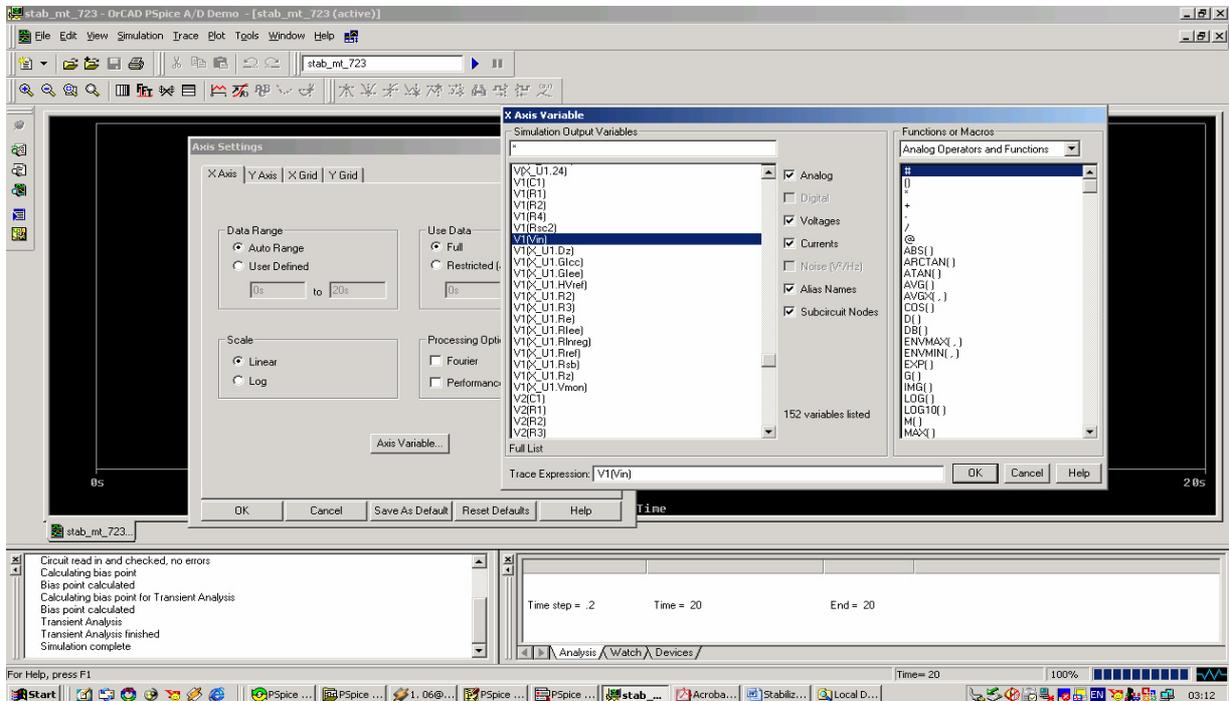 stab_mt_723 - OrCAD PSpice A/D Demo - [stab_mt_723 (active)]
File Edit View Simulation Trace Plot Tools Window Help
stab_mt_723
X Axis Variable
Simulation Output Variables
*
V(X_U1.24)
V1(C1)
V1(R1)
V1(R2)
V1(R4)
V1(Rsc2)
V1(Vin)
V1(X_U1.Dz)
V1(X_U1.GIcc)
V1(X_U1.GIee)
V1(X_U1.HVref)
V1(X_U1.R2)
V1(X_U1.R3)
V1(X_U1.Re)
V1(X_U1.RIee)
V1(X_U1.RInreg)
V1(X_U1.Rref)
V1(X_U1.Rsb)
V1(X_U1.Rz)
V1(X_U1.Vmon)
V2(C1)
V2(R1)
V2(R2)
V2(R3)
Full List
Analog
Digital
Voltages
Currents
Noise (V²/Hz)
Alias Names
Subcircuit Nodes
152 variables listed
Functions or Macros
Analog Operators and Functions
#
()
*
+
-
/
@
ABS( )
ARCTAN( )
ATAN( )
AVG( )
AVGX( , )
COS( )
D( )
DB( )
ENVMAX( , )
ENVMIN( , )
EXP( )
G( )
IMG( )
LOG( )
LOG10( )
M( )
MAX( )
Trace Expression: V1(Vin)
OK Cancel Help
Axis Settings
X Axis Y Axis X Grid Y Grid
Data Range
Auto Range
User Defined
0s to 20s
Use Data
Full
Restricted
0s
Scale
Linear
Log
Processing
Fourier
Performance
Axis Variable...
OK Cancel Save As Default Reset Defaults Help
0s
Time
20s
stab_mt_723...
Circuit read in and checked, no errors
Calculating bias point
Bias point calculated
Calculating bias point for Transient Analysis
Bias point calculated
Transient Analysis
Transient Analysis finished
Simulation complete
Time step = .2 Time = 20 End = 20
Analysis Watch Devices
For Help, press F1
Time= 20 100%
Start PSpice ... PSpice ... 1. 06@... PSpice ... PSpice ... stab_... Acroba... Stabiliz... Local D... EN 03:12